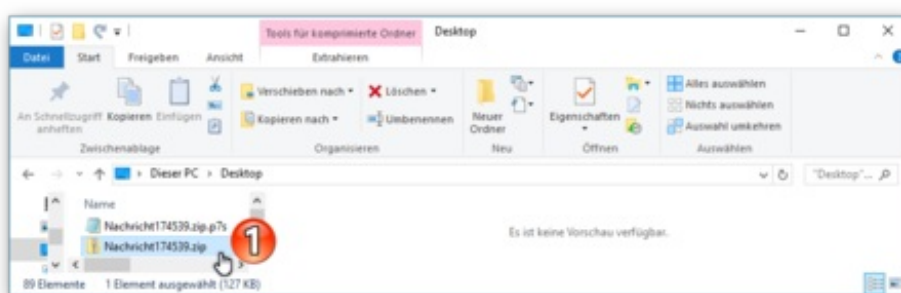 Tools für komprimierte Ordner Desktop
Datei Start Freigeben Ansicht Extrahieren
An Schnellzugriff anheften
Kopieren Einfügen
Verschieben nach
Kopieren nach
Löschen
Umbenennen
Neuer Ordner
Eigenschaften
Alles auswählen
Nichts auswählen
Auswahl umkehren
Zwischenablage Organisieren Neu Öffnen Auswählen
Dieser PC Desktop "Desktop"...
Name
Nachricht174539.zip.p7s
Nachricht174539.zip
1
Es ist keine Vorschau verfügbar.
89 Elemente 1 Element ausgewählt (127 KB)